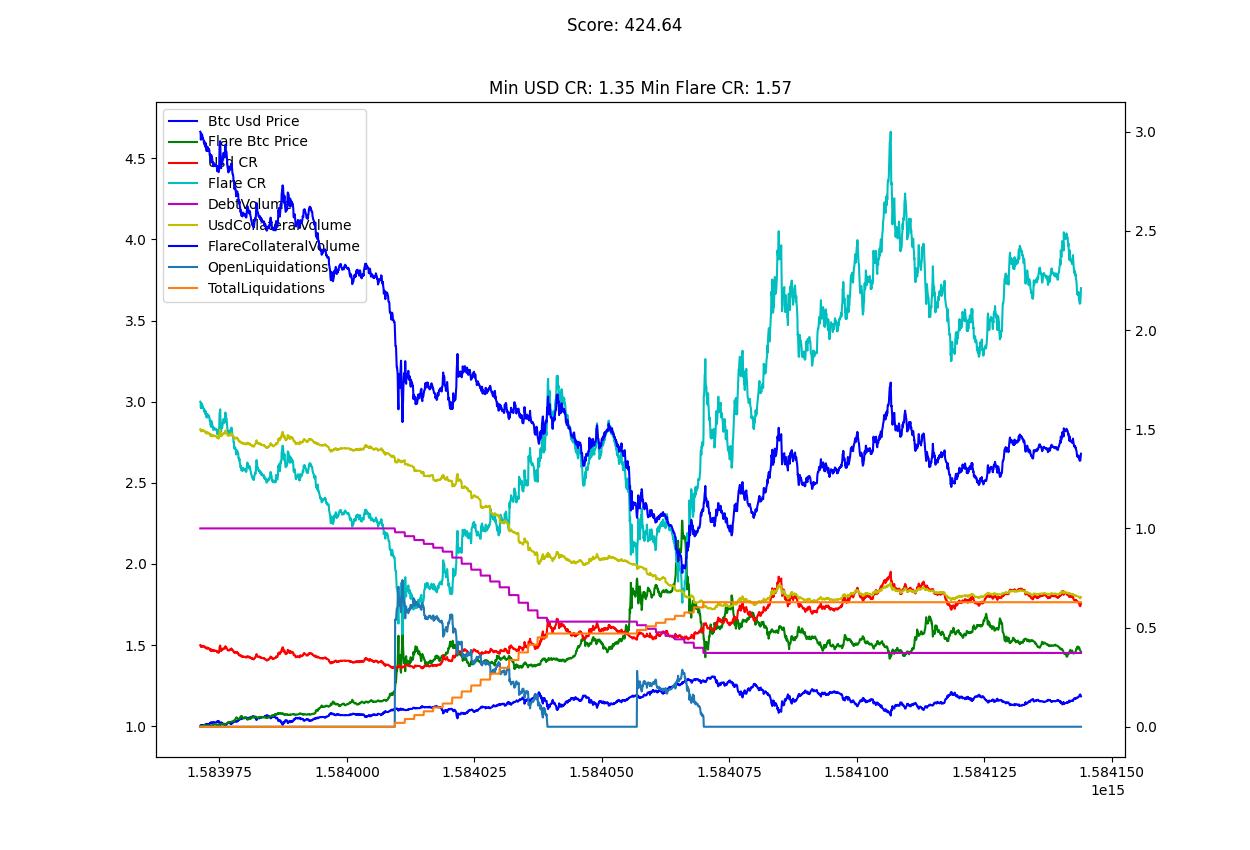 Score: 424.64
Min USD CR: 1.35 Min Flare CR: 1.57
Btc Usd Price
Flare Btc Price
Usd CR
Flare CR
DebtVolume
UsdCollateralVolume
FlareCollateralVolume
OpenLiquidations
TotalLiquidations
4.5
4.0
3.5
3.0
2.5
2.0
1.5
1.0
3.0
2.5
2.0
1.5
1.0
0.5
0.0
1.583975 1.584000 1.584025 1.584050 1.584075 1.584100 1.584125 1.584150
1e15